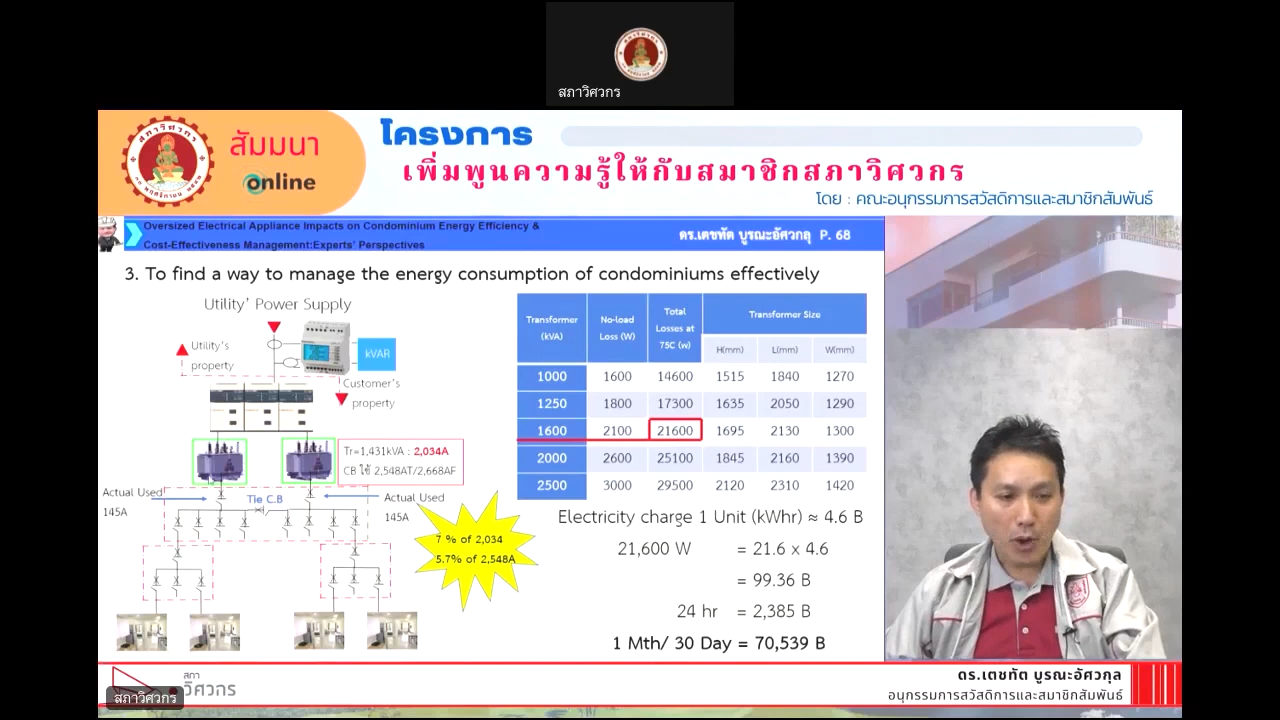 สภาวิศวกร
สัมมนา
online
โครงการ
เพิ่มพูนความรู้ให้กับสมาชิกสภาวิศวกร
โดย : คณะอนุกรรมการสวัสดิการและสมาชิกสัมพันธ์
Oversized Electrical Appliance Impacts on Condominium Energy Efficiency &
Cost-Effectiveness Management:Experts' Perspectives
ดร.เตชทัต บูรณะอัศวกุล P. 68
3. To find a way to manage the energy consumption of condominiums effectively
Utility' Power Supply
Utility's
property
kVAR
Customer's
property
Tr=1,431kVA : 2,034A
CB ใช้ 2,548AT/2,668AF
Actual Used
145A
Tie C.B
Actual Used
145A
7 % of 2,034
5.7% of 2,548A
Transformer (kVA) No-load Loss (W) Total Losses at 75C (w) Transformer Size
H(mm) L(mm) W(mm)
1000 1600 14600 1515 1840 1270
1250 1800 17300 1635 2050 1290
1600 2100 21600 1695 2130 1300
2000 2600 25100 1845 2160 1390
2500 3000 29500 2120 2310 1420
Electricity charge 1 Unit (kWhr) ≈ 4.6 B
21,600 W = 21.6 x 4.6
= 99.36 B
24 hr = 2,385 B
1 Mth/ 30 Day = 70,539 B
สภา
วิศวกร
สภาวิศวกร
ดร.เตชทัต บูรณะอัศวกุล
อนุกรรมการสวัสดิการและสมาชิกสัมพันธ์